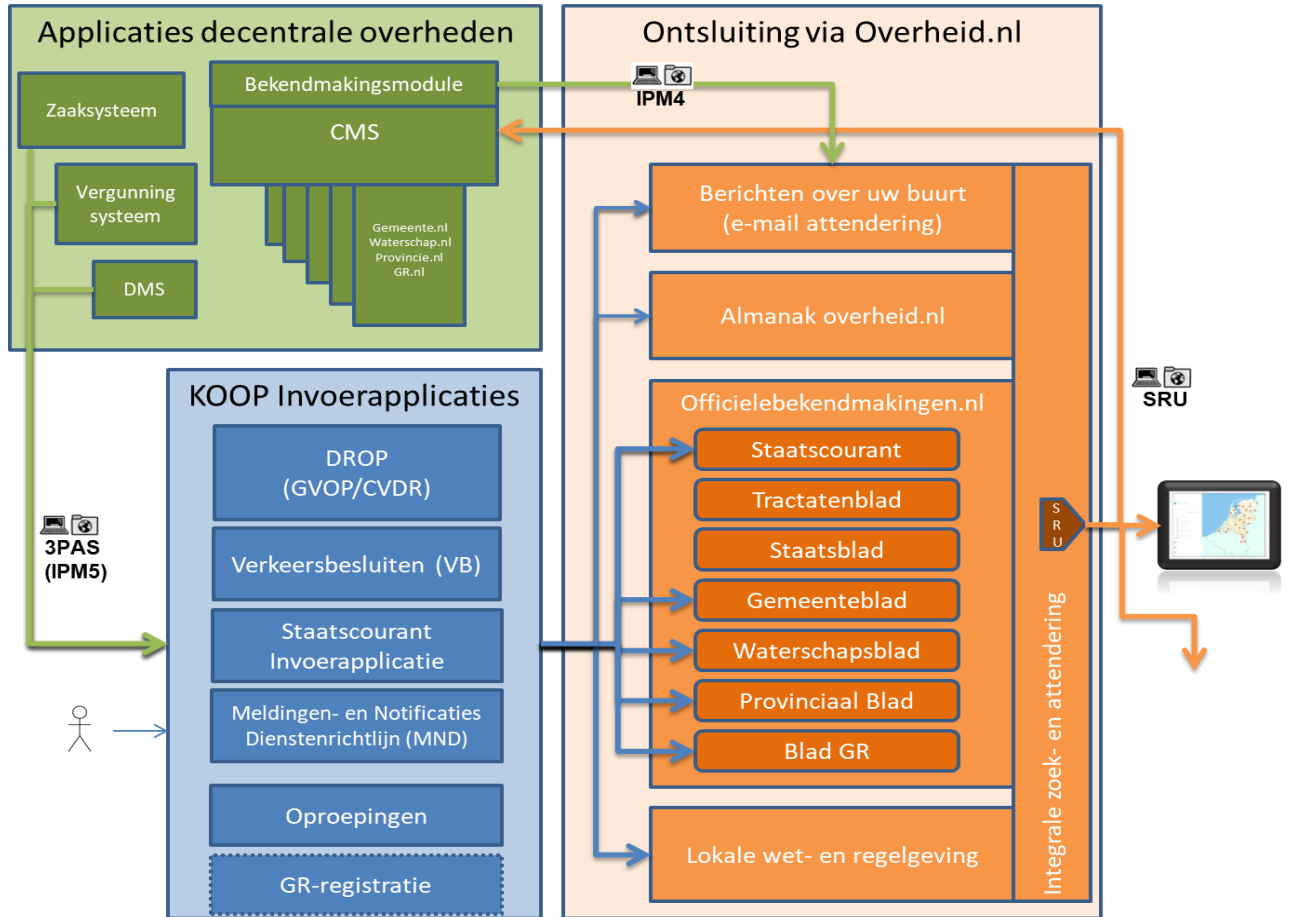 Applicaties decentrale overheden
Zaaksysteem
Bekendmakingsmodule
CMS
Vergunning
systeem
DMS
Gemeente.nl
Waterschap.nl
Provincie.nl
GR.nl
Ontsluiting via Overheid.nl
IPM4
Berichten over uw buurt
(e-mail attendering)
Almanak overheid.nl
Officielebekendmakingen.nl
Staatscourant
Tractatenblad
Staatsblad
Gemeenteblad
Waterschapsblad
Provinciaal Blad
Blad GR
Lokale wet- en regelgeving
Integrale zoek- en attendering
S
R
U
SRU
KOOP Invoerapplicaties
DROP
(GVOP/CVDR)
Verkeersbesluiten (VB)
Staatscourant
Invoerapplicatie
Meldingen- en Notificaties
Dienstenrichtlijn (MND)
Oproepingen
GR-registratie
3PAS
(IPM5)